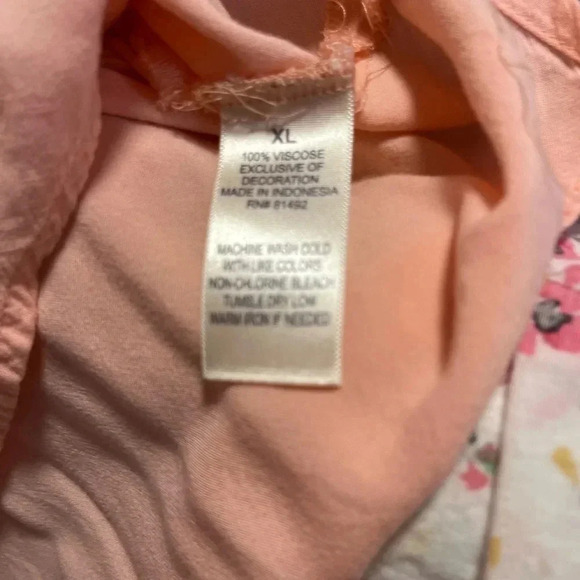 XL
100% VISCOSE
EXCLUSIVE OF
DECORATION
MADE IN INDONESIA
RN# 81492
MACHINE WASH COLD
WITH LIKE COLORS
NON-CHLORINE BLEACH
TUMBLE DRY LOW
WARM IRON IF NEEDED